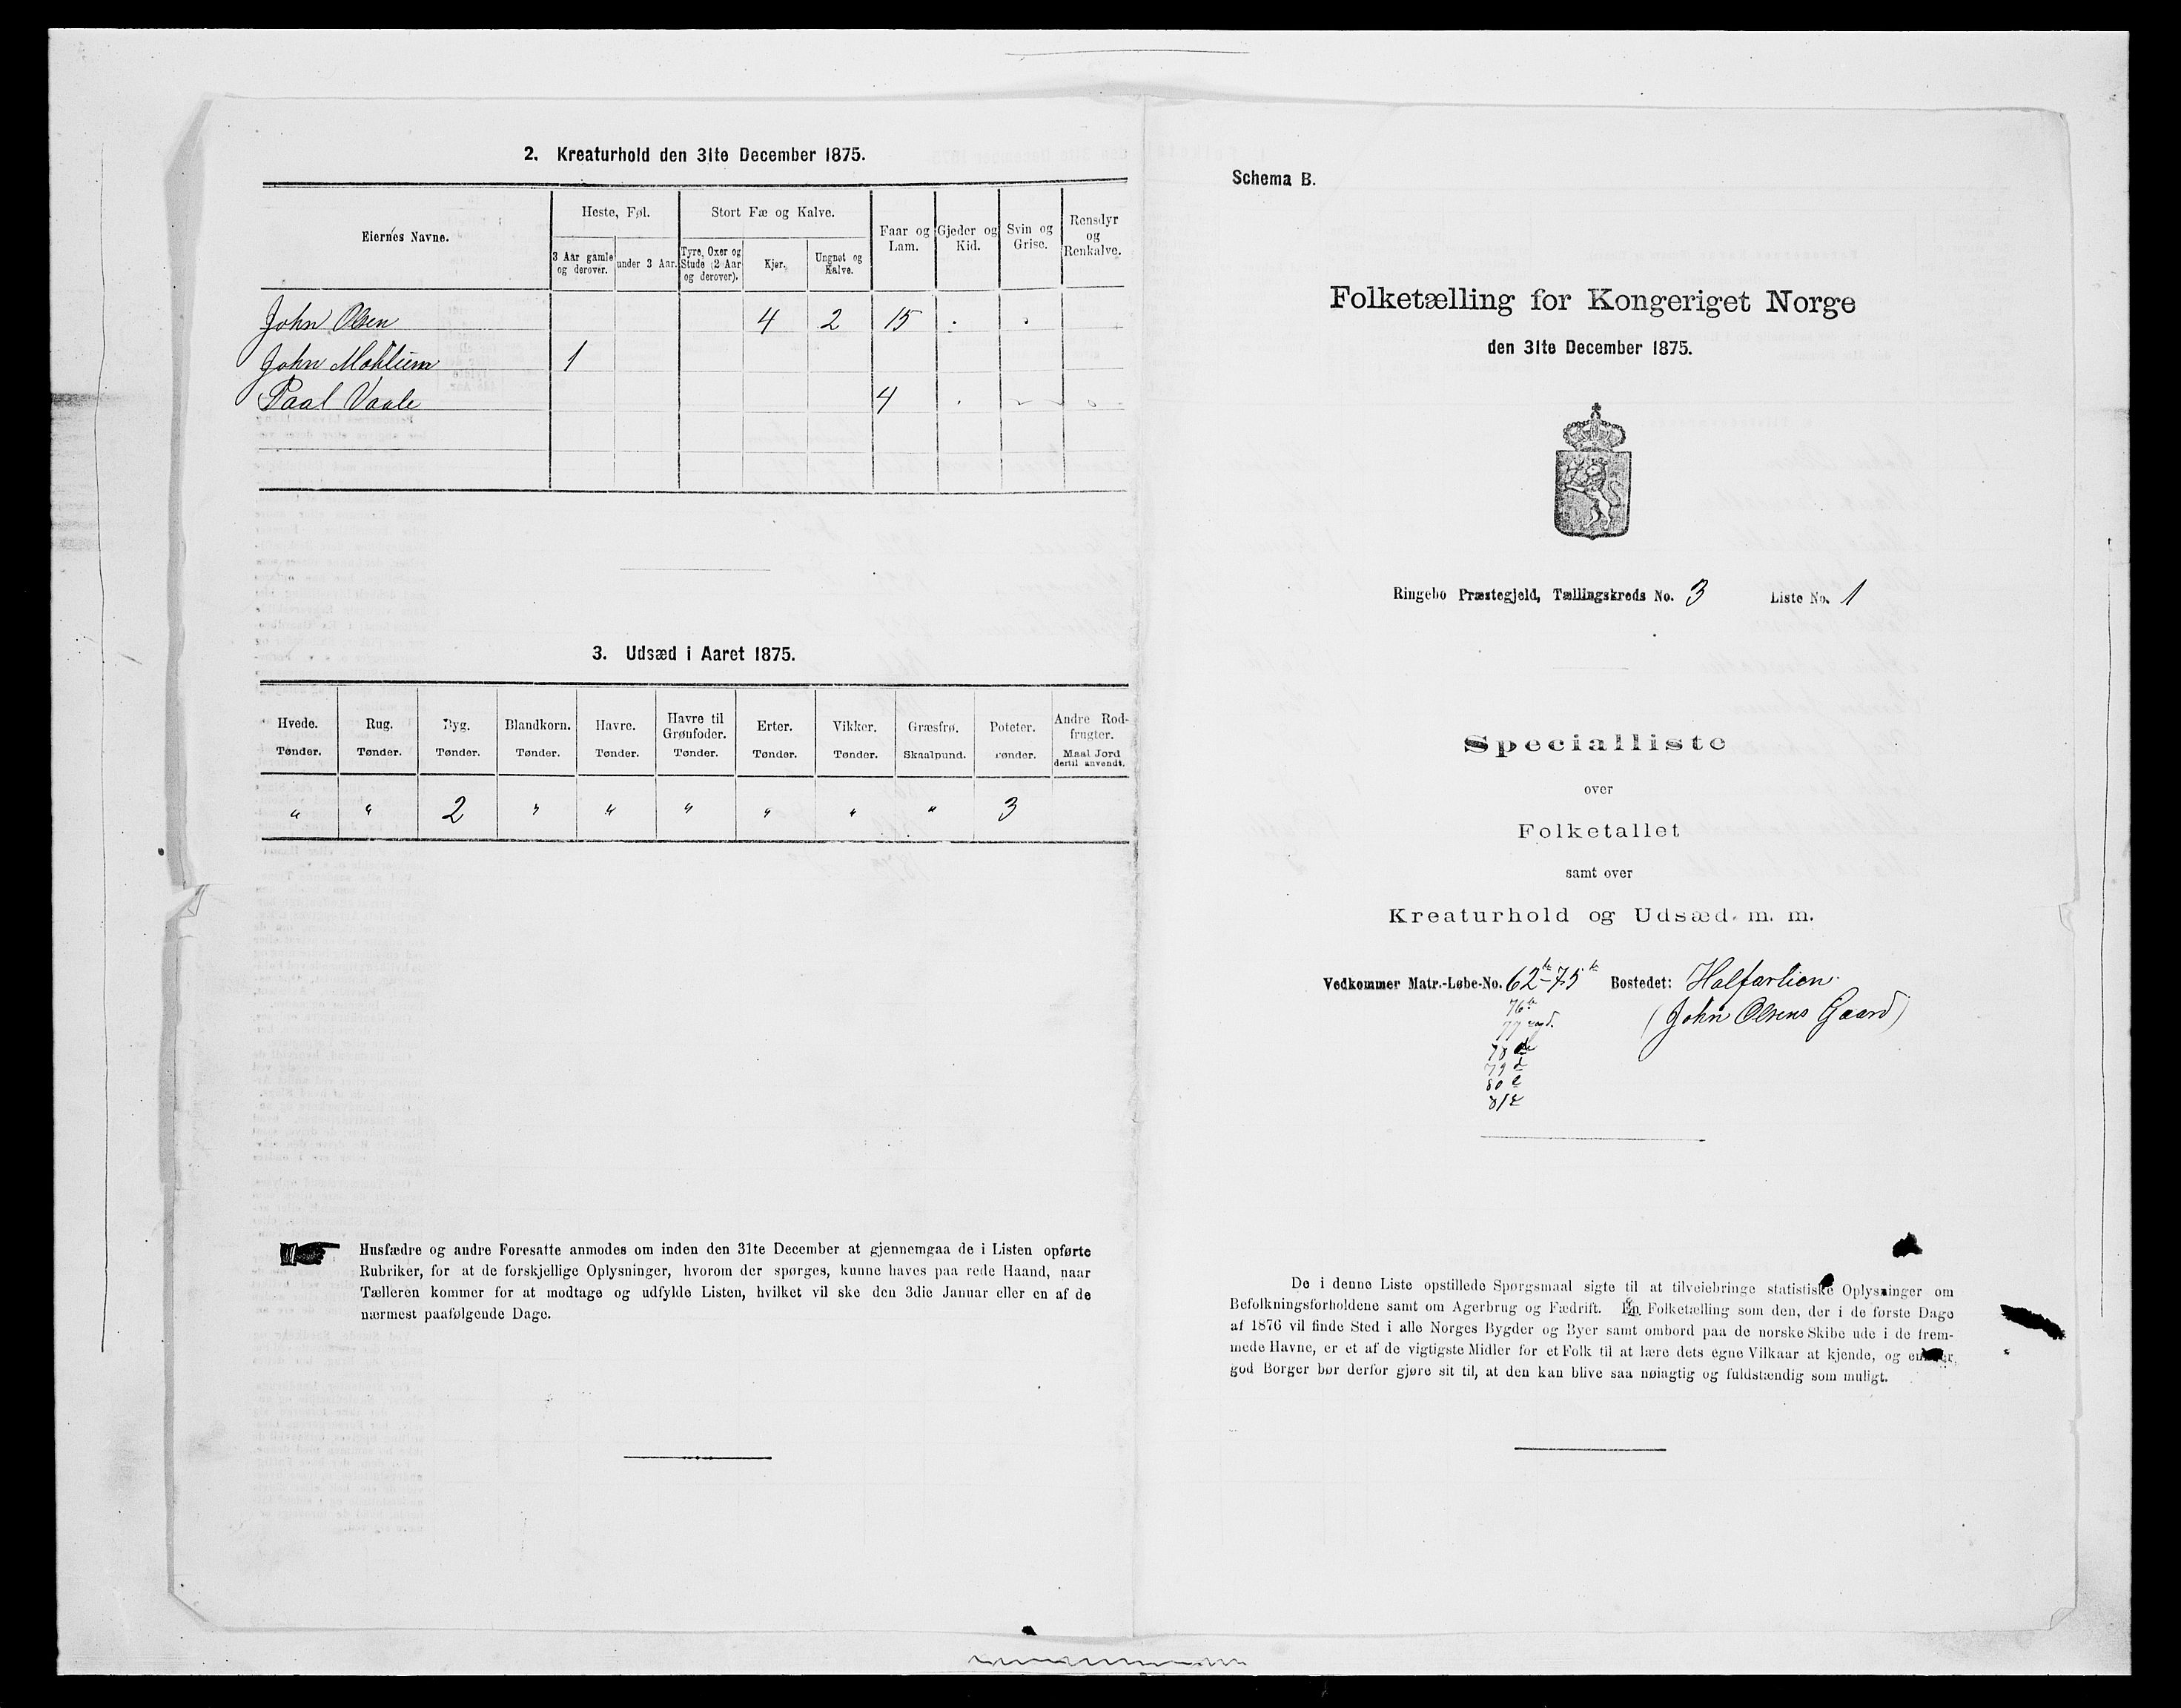 2. Kreaturhold den 31te December 1875.
Eiernes Navne.
Heste, Føl.
Stort Fæ og Kalve.
Faar og Lam.
Gjeder og Kid.
Svin og Grise.
Rensdyr og Renkalve.
3 Aar gamle og derover.
under 3 Aar.
Tyre, Oxer og Stude (2 Aar og derover).
Kjør.
Ungnøt og Kalve.
John Olsen 4 2 15 . .
John Moklum 1
Paal Vaale 4 .
3. Udsæd i Aaret 1875.
Hvede. Rug. Byg. Blandkorn. Havre. Havre til Grønfoder. Erter. Vikker. Græsfrø. Poteter. Andre Rodfrugter.
Tønder. Tønder. Tønder. Tønder. Tønder. Tønder. Tønder. Tønder. Skaalpund. Tønder. Maal Jord dertil anvendt.
" " 2 " " " " " " 3
Husfædre og andre Foresatte anmodes om inden den 31te December at gjennemgaa de i Listen opførte
Rubriker, for at de forskjellige Oplysninger, hvorom der spørges, kunne haves paa rede Haand, naar
Tælleren kommer for at modtage og udfylde Listen, hvilket vil ske den 3die Januar eller en af de
nærmest paafølgende Dage.
Schema B.
Folketælling for Kongeriget Norge
den 31te December 1875.
Ringebo Præstegjeld, Tællingskreds No. 3 Liste No. 1
Specialliste
over
Folketallet
samt over
Kreaturhold og Udsæd m. m.
Vedkommer Matr.-Løbe-No. 62-75 Bostedet: Halfarlien
76
(John Olsens Gaard)
77
78
79
80
81
De i denne Liste opstillede Spørgsmaal sigte til at tilveiebringe statistiske Oplysninger om
Befolkningsforholdene samt om Agerbrug og Fædrift. En Folketælling som den, der i de første Dage
af 1876 vil finde Sted i alle Norges Bygder og Byer samt ombord paa de norske Skibe ude i de frem-
mede Havne, er et af de vigtigste Midler for et Folk til at lære dets egne Vilkaar at kjende, og enhver
god Borger bør derfor gjøre sit til, at den kan blive saa nøiagtig og fuldstændig som muligt.